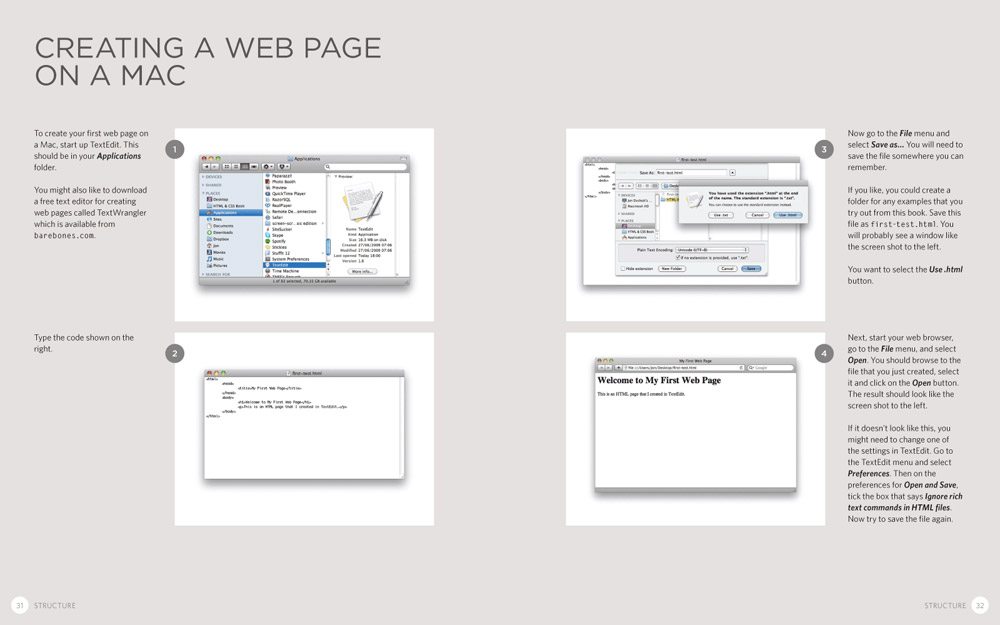 CREATING A WEB PAGE
ON A MAC
To create your first web page on
a Mac, start up TextEdit. This
should be in your Applications
folder.
You might also like to download
a free text editor for creating
web pages called TextWrangler
which is available from
barebones.com.
1
Applications
DEVICES
SHARED
PLACES
Desktop
HTML & CSS Book
Applications
Sites
Documents
Downloads
Dropbox
Jon
Movies
Music
Pictures
SEARCH FOR
Paparazzi!
Photo Booth
Preview
QuickTime Player
RazorSQL
RealPlayer
Remote De...onnection
Safari
screen-scr... edition
SiteSucker
Skype
Spotify
Stickies
StuffIt 12
System Preferences
TextEdit
Time Machine
Preview:
Name TextEdit
Kind Application
Created 27/06/2009 07:06
Modified 27/06/2009 07:06
Last opened Today 18:06
More info...
1 of 63 selected, 70.15 GB available
Type the code shown on the
right.
2
first-test.html
<html>
<head>
<title>My First Web Page</title>
</head>
<body>
<h1>Welcome to My First Web Page</h1>
<p>This is an HTML page that I created in TextEdit.</p>
</body>
</html>
3
first-test.html
Save As: first-test.html
You have used the extension ".html" at the end
of the name. The standard extension is ".txt".
You can choose to use the standard extension instead.
Use .txt
Cancel
Use .html
DEVICES
Macintosh HD
SHARED
PLACES
HTML & CSS Book
Applications
Plain Text Encoding: Unicode (UTF-8)
If no extension is provided, use ".txt".
Hide extension
New Folder
Cancel
Save
Now go to the File menu and
select Save as... You will need to
save the file somewhere you can
remember.
If you like, you could create a
folder for any examples that you
try out from this book. Save this
file as first-test.html. You
will probably see a window like
the screen shot to the left.
You want to select the Use .html
button.
4
My First Web Page
file:///Users/jon/Desktop/first-test.html
Google
Welcome to My First Web Page
This is an HTML page that I created in TextEdit.
Next, start your web browser,
go to the File menu, and select
Open. You should browse to the
file that you just created, select
it and click on the Open button.
The result should look like the
screen shot to the left.
If it doesn't look like this, you
might need to change one of
the settings in TextEdit. Go to
the TextEdit menu and select
Preferences. Then on the
preferences for Open and Save,
tick the box that says Ignore rich
text commands in HTML files.
Now try to save the file again.
31
STRUCTURE
STRUCTURE
32